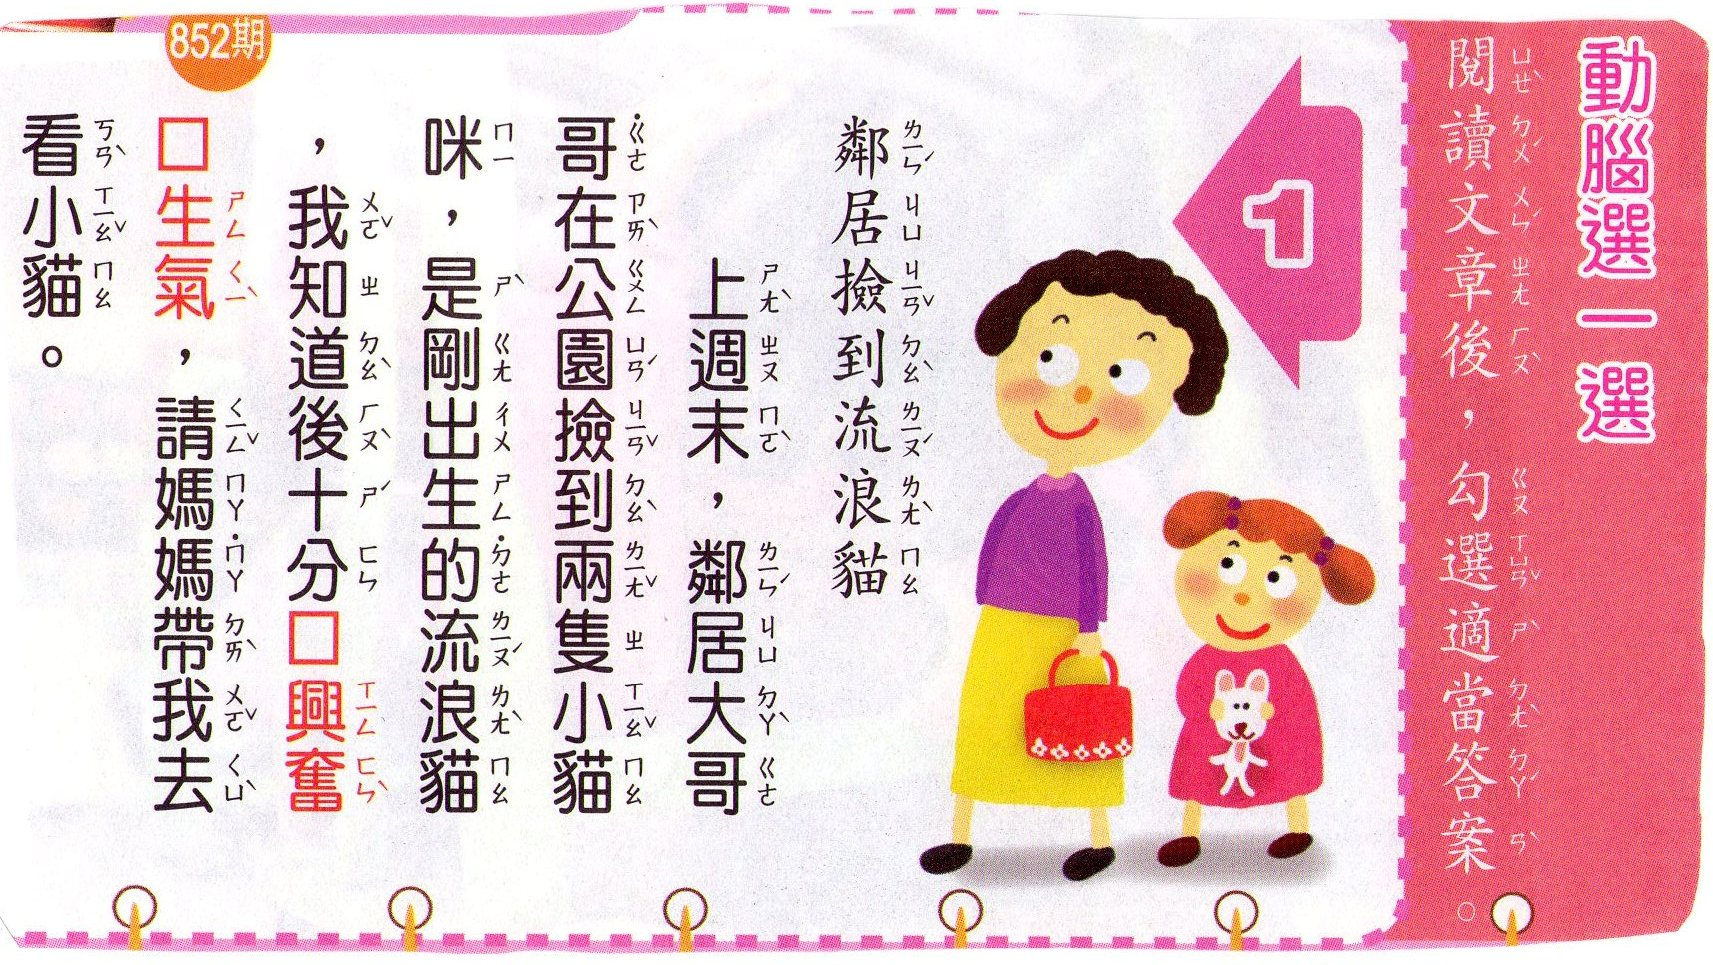 動腦選一選
閱讀文章後，勾選適當答案。
1
鄰居撿到流浪貓
上週末，鄰居大哥
哥在公園撿到兩隻小貓
咪，是剛出生的流浪貓
，我知道後十分□興奮
□生氣，請媽媽帶我去
看小貓。
852期